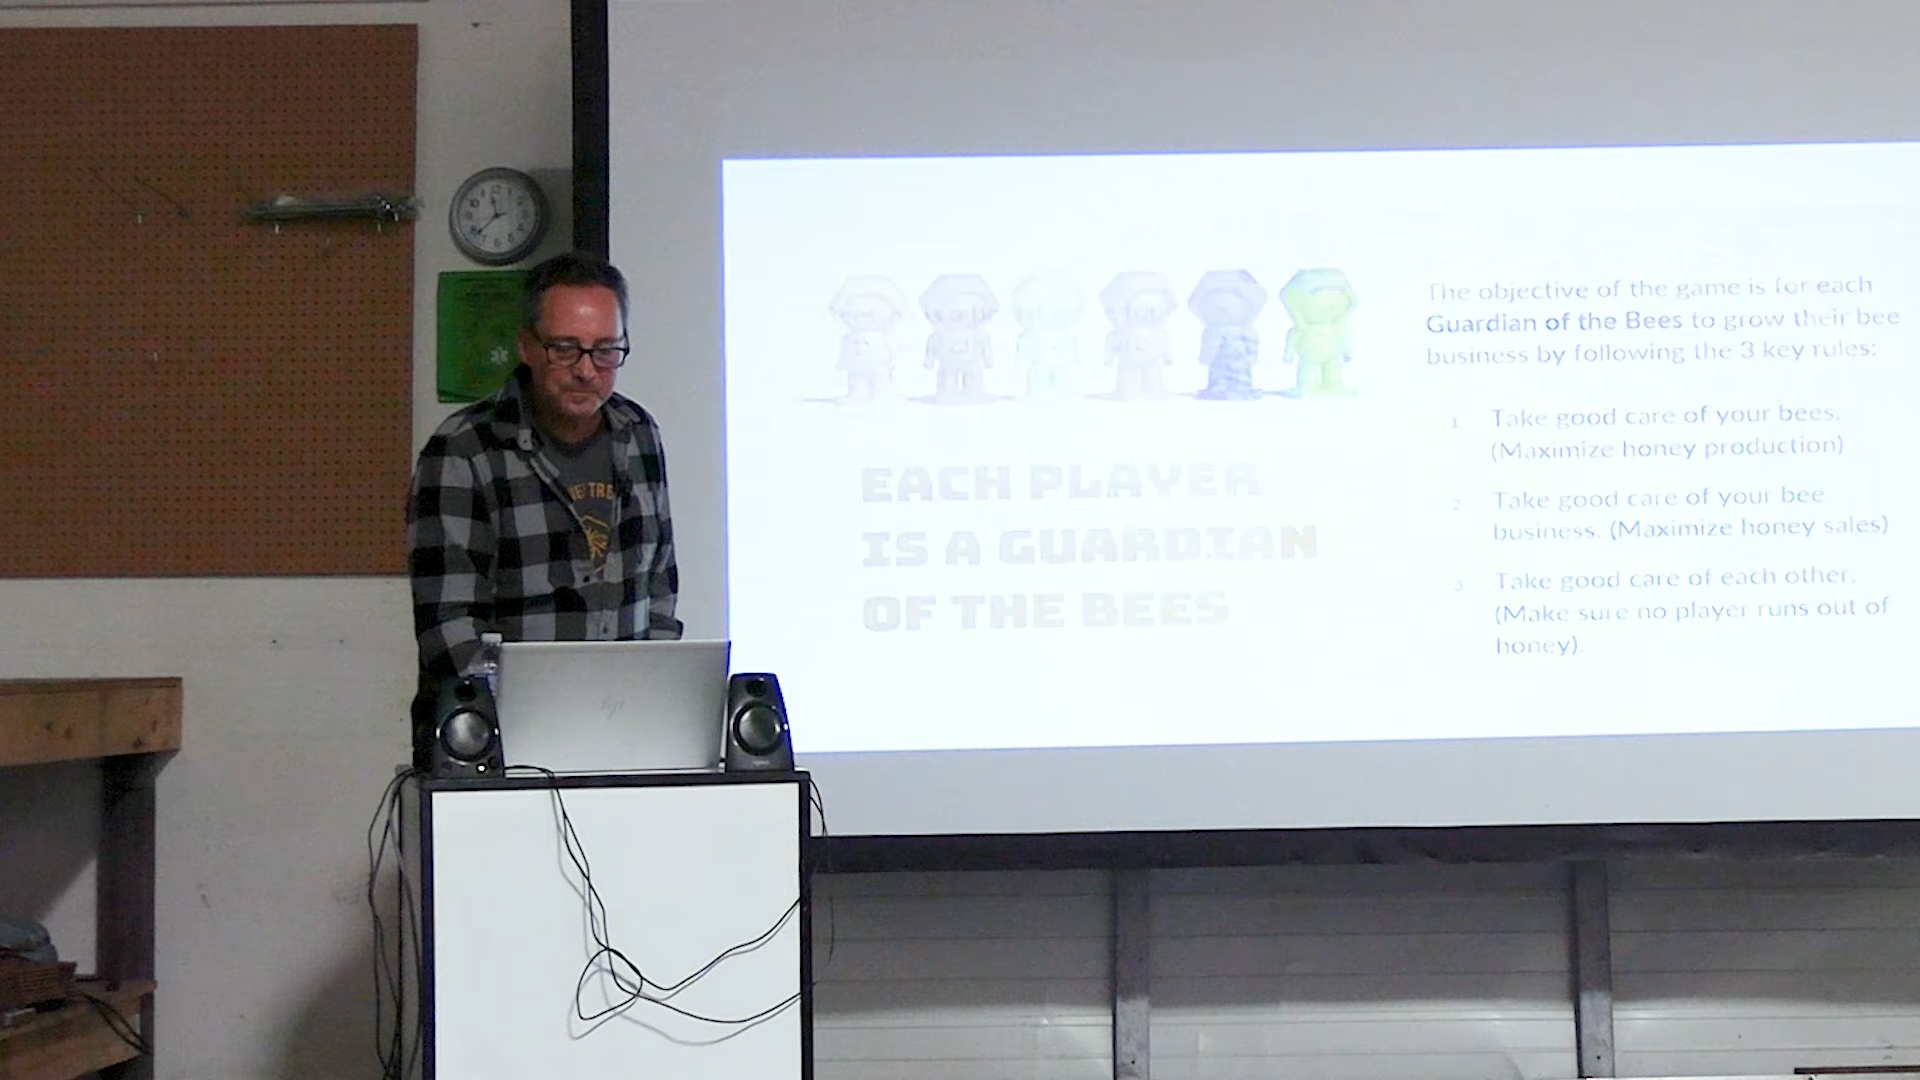 The objective of the game is for each
Guardian of the Bees to grow their bee
business by following the 3 key rules:
1 Take good care of your bees.
(Maximize honey production)
2 Take good care of your bee
business. (Maximize honey sales)
3 Take good care of each other.
(Make sure no player runs out of
honey).
EACH PLAYER
IS A GUARDIAN
OF THE BEES
hp